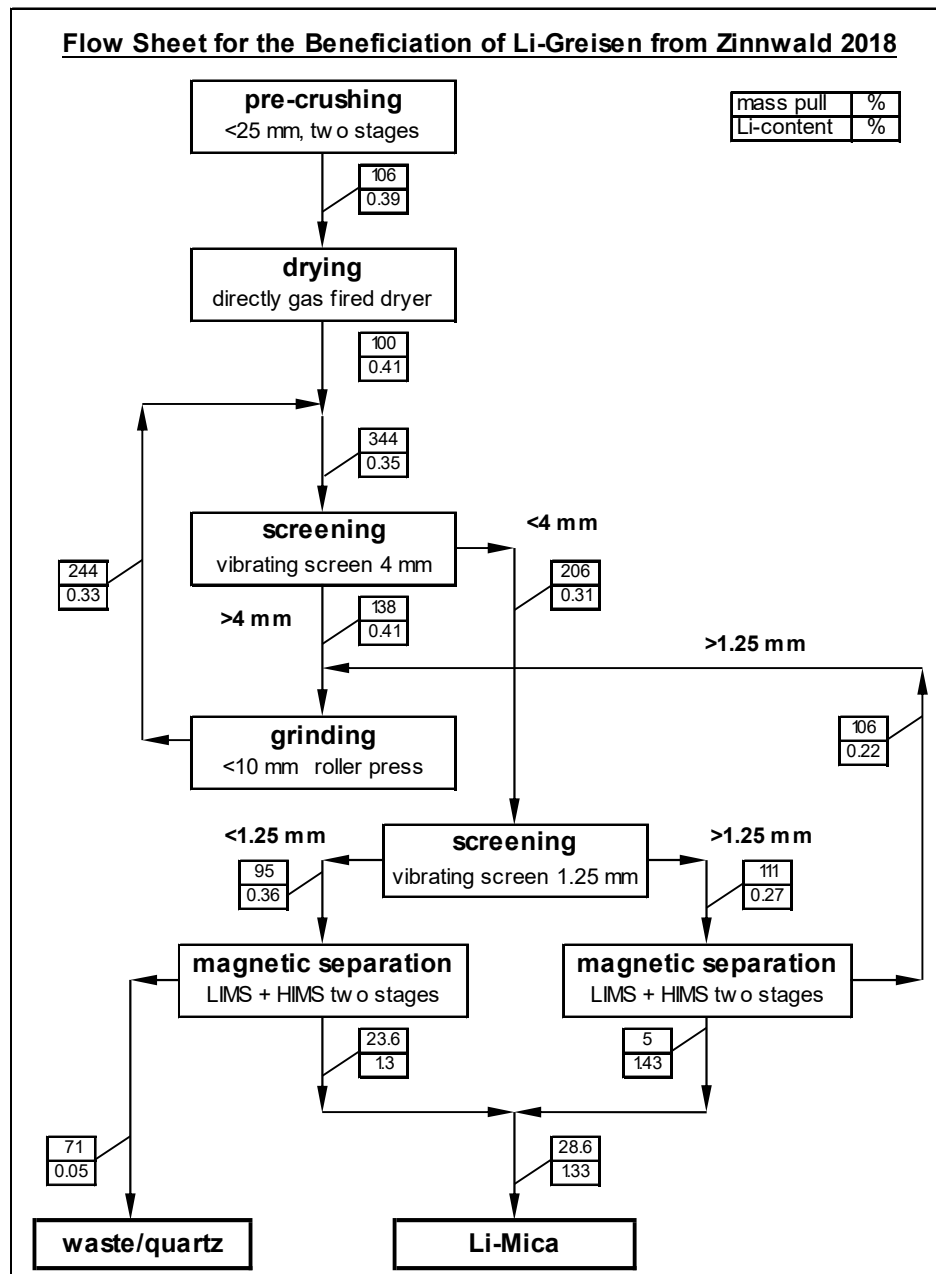 Flow Sheet for the Beneficiation of Li-Greisen from Zinnwald 2018
pre-crushing
<25 mm, two stages
mass pull %
Li-content %
106
0.39
drying
directly gas fired dryer
100
0.41
344
0.35
screening
vibrating screen 4 mm
<4 mm
244
0.33
206
0.31
>4 mm
138
0.41
>1.25 mm
grinding
<10 mm roller press
106
0.22
<1.25 mm
screening
vibrating screen 1.25 mm
>1.25 mm
95
0.36
111
0.27
magnetic separation
LIMS + HIMS two stages
magnetic separation
LIMS + HIMS two stages
23.6
1.3
5
1.43
71
0.05
28.6
1.33
waste/quartz
Li-Mica